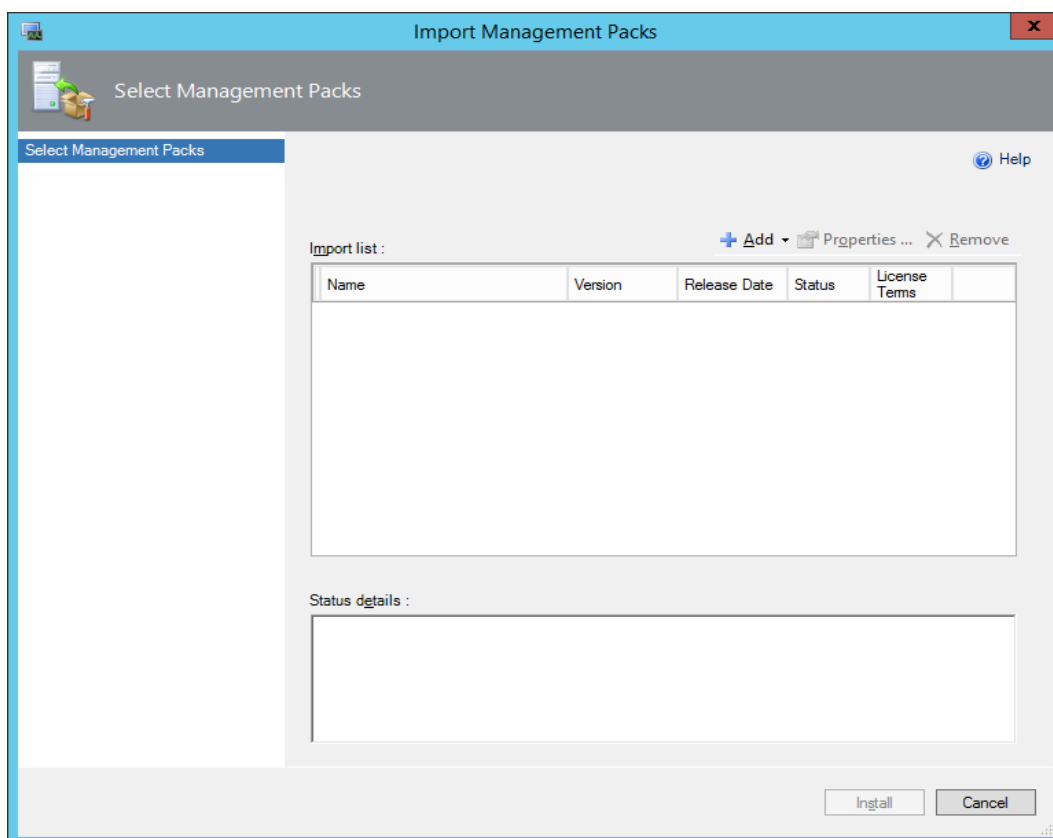 Import Management Packs
x
Select Management Packs
Select Management Packs
Help
Import list :
Add Properties ... Remove
Name Version Release Date Status License Terms
Status details :
Install Cancel